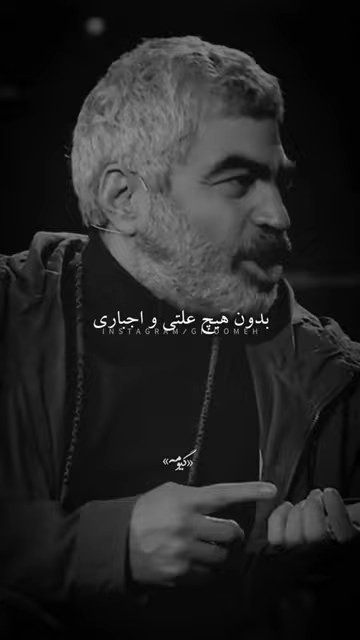 بدون هیچ علتی و اجباری
«گیومه»